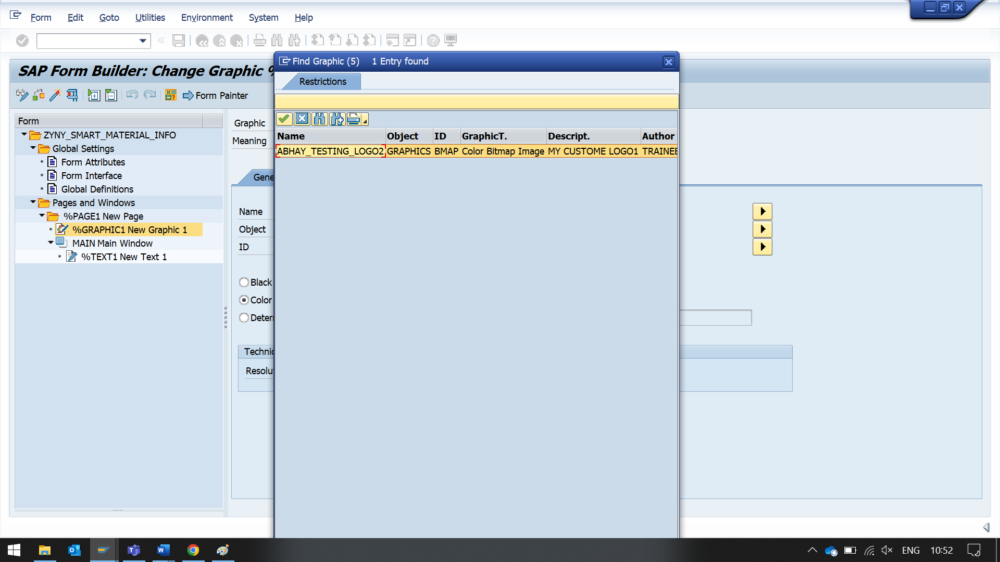 Form Edit Goto Utilities Environment System Help
SAP Form Builder: Change Graphic
Form Painter
Form
ZYNY_SMART_MATERIAL_INFO
Global Settings
Form Attributes
Form Interface
Global Definitions
Pages and Windows
%PAGE1 New Page
%GRAPHIC1 New Graphic 1
MAIN Main Window
%TEXT1 New Text 1
Graphic
Meaning
Gene
Name
Object
ID
Black
Color
Deter
Technic
Resolu
Find Graphic (5) 1 Entry found
Restrictions
Name Object ID GraphicT. Descript. Author
ABHAY_TESTING_LOGO2 GRAPHICS BMAP Color Bitmap Image MY CUSTOME LOGO1 TRAINEE
ENG 10:52